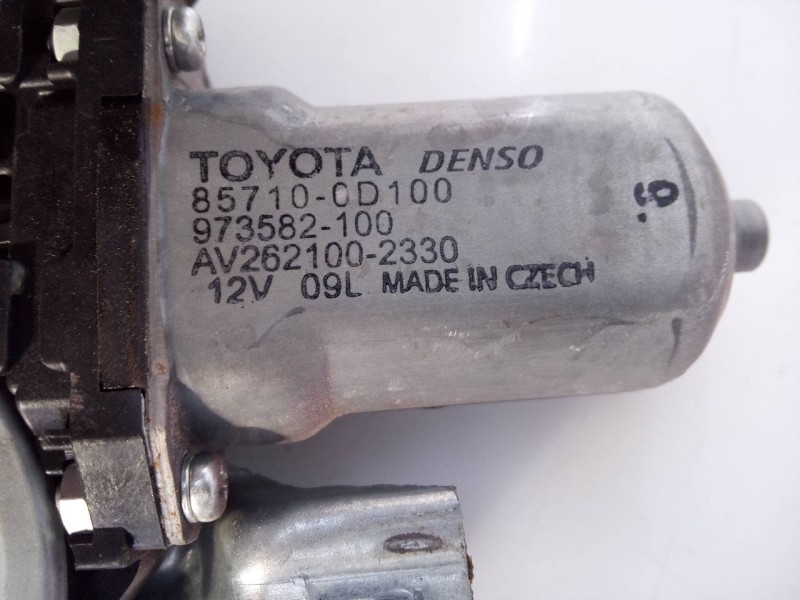 TOYOTA DENSO
85710-0D100
973582-100
AV262100-2330
12V 09L MADE IN CZECH